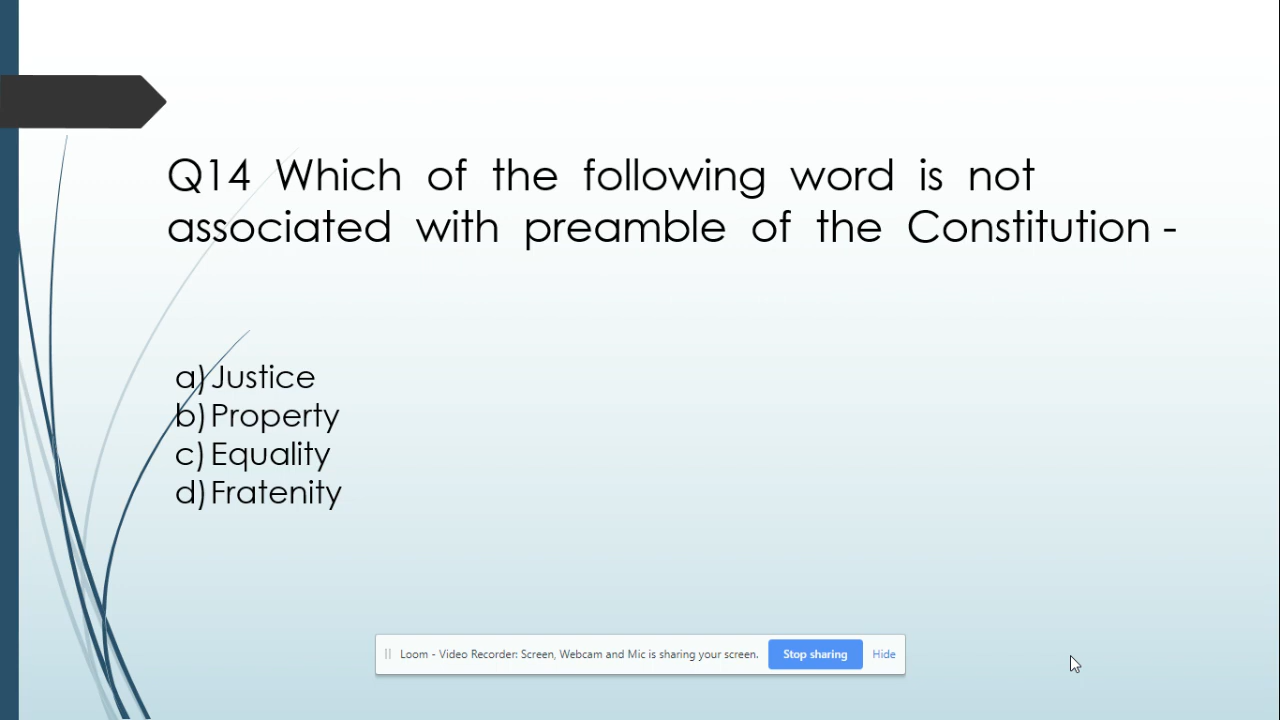 Q14 Which of the following word is not
associated with preamble of the Constitution -
a) Justice
b) Property
c) Equality
d) Fratenity
Loom - Video Recorder: Screen, Webcam and Mic is sharing your screen. Stop sharing Hide